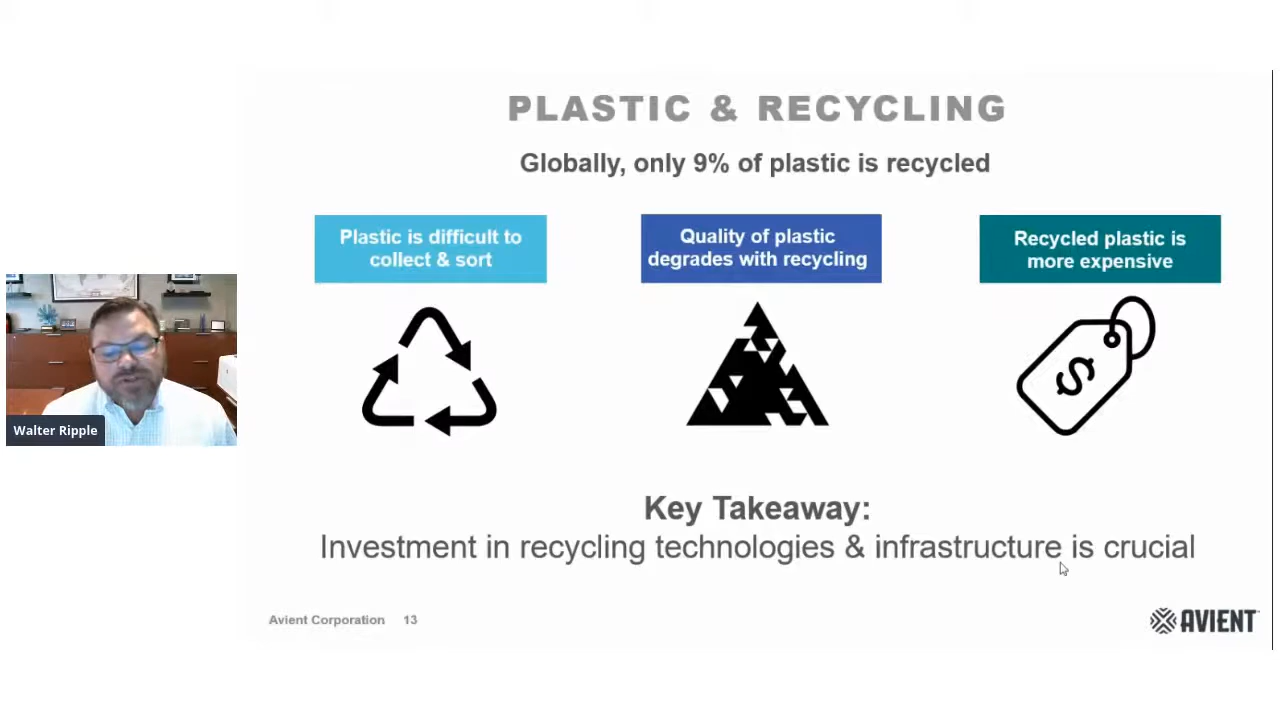 PLASTIC & RECYCLING
Globally, only 9% of plastic is recycled
Plastic is difficult to
collect & sort
Quality of plastic
degrades with recycling
Recycled plastic is
more expensive
$
Walter Ripple
Key Takeaway:
Investment in recycling technologies & infrastructure is crucial
Avient Corporation 13
AVIENT